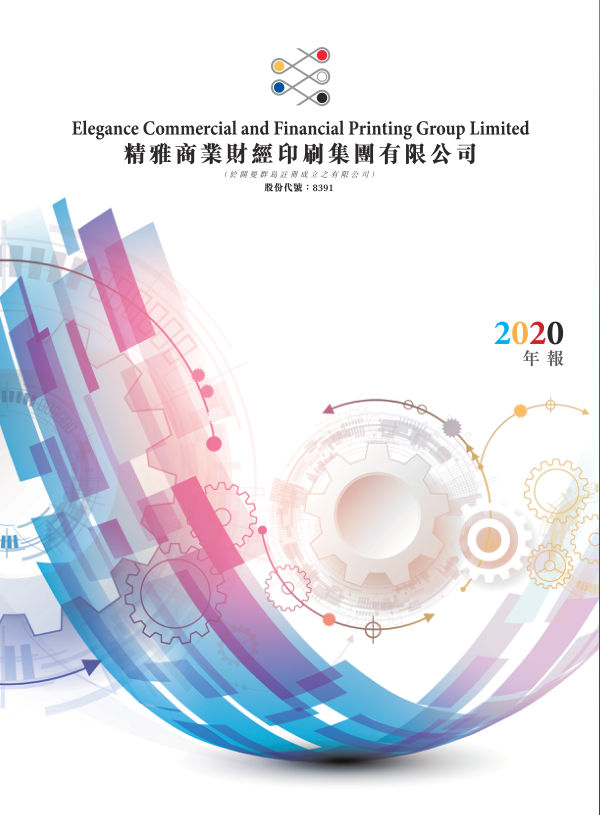 Elegance Commercial and Financial Printing Group Limited
精雅商業財經印刷集團有限公司
(於開曼群島註冊成立之有限公司)
股份代號：8391
2020
年報